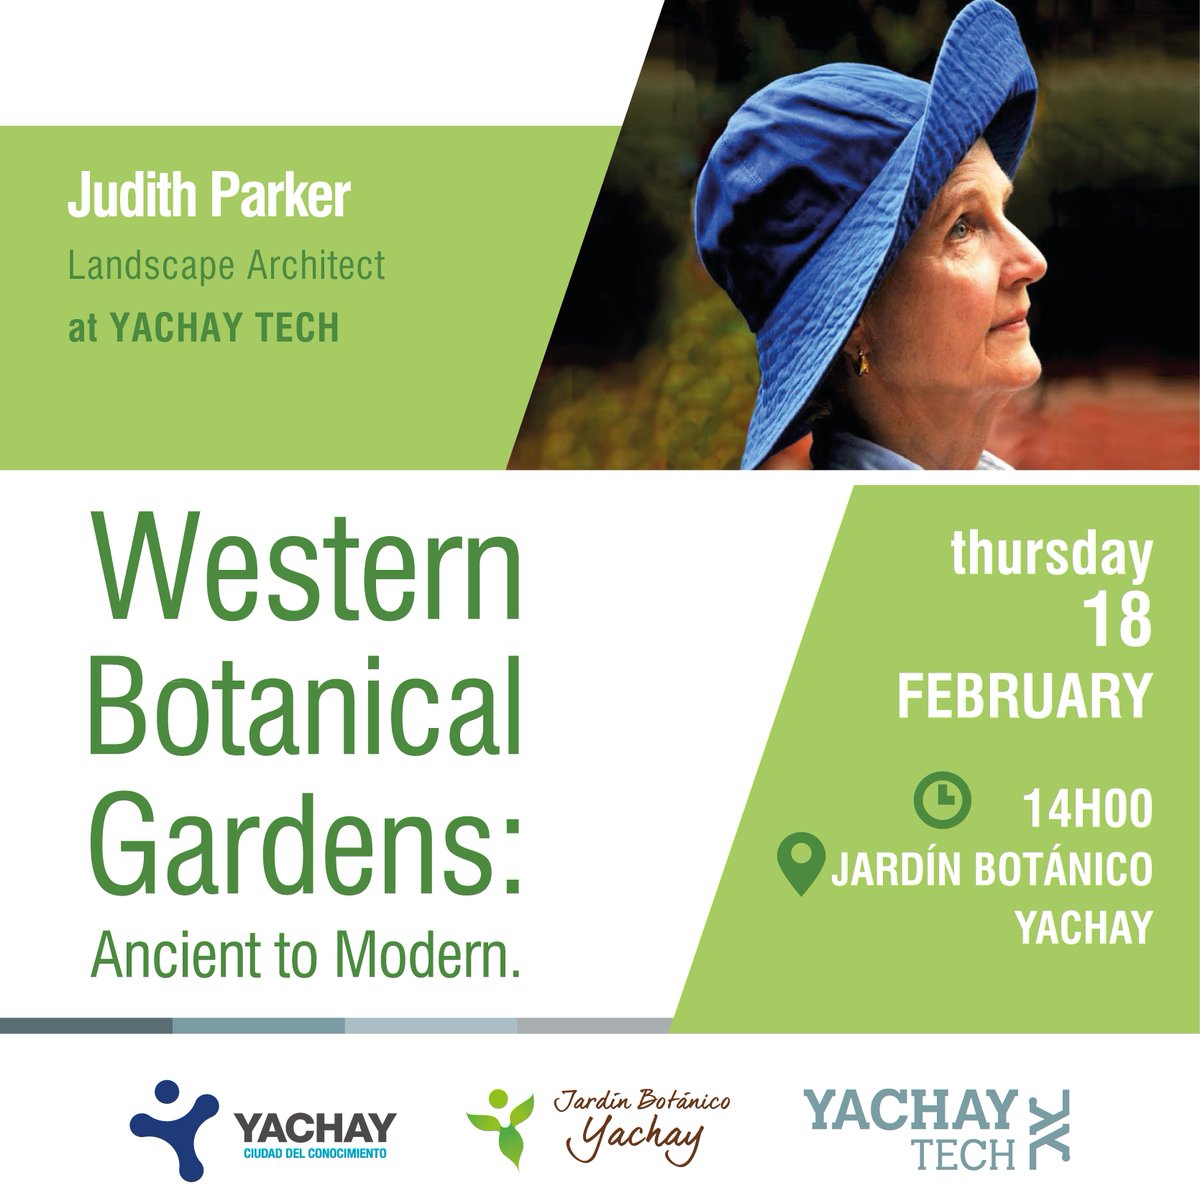 Judith Parker
Landscape Architect
at YACHAY TECH
Western
Botanical
Gardens:
Ancient to Modern.
thursday
18
FEBRUARY
14H00
JARDÍN BOTÁNICO
YACHAY
YACHAY
CIUDAD DEL CONOCIMIENTO
Jardín Botánico
Yachay
YACHAY
TECH